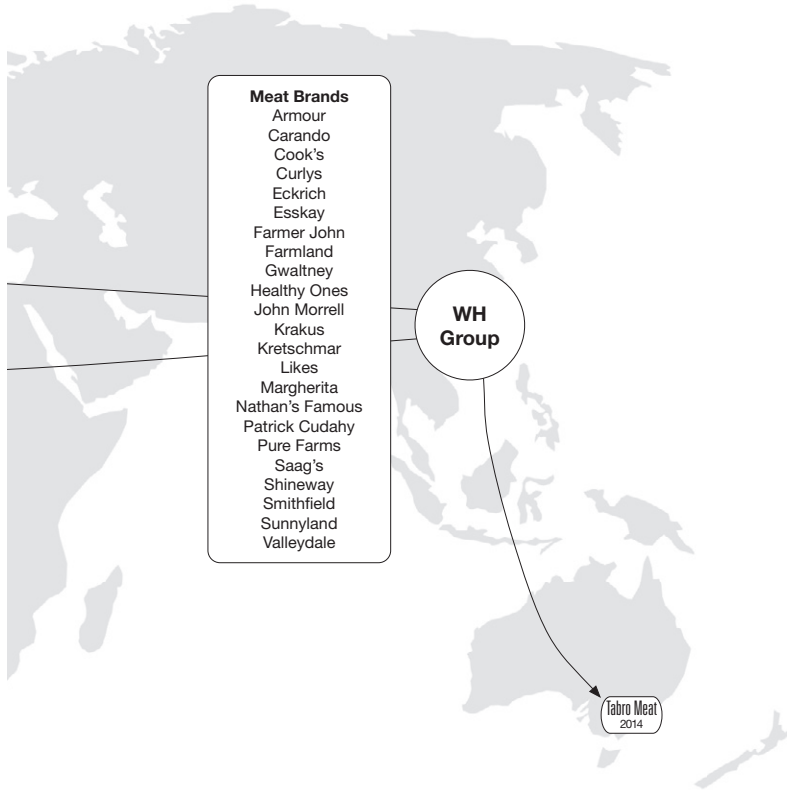 Meat Brands
Armour
Carando
Cook's
Curlys
Eckrich
Esskay
Farmer John
Farmland
Gwaltney
Healthy Ones
John Morrell
Krakus
Kretschmar
Likes
Margherita
Nathan's Famous
Patrick Cudahy
Pure Farms
Saag's
Shineway
Smithfield
Sunnyland
Valleydale
WH
Group
Tabro Meat
2014